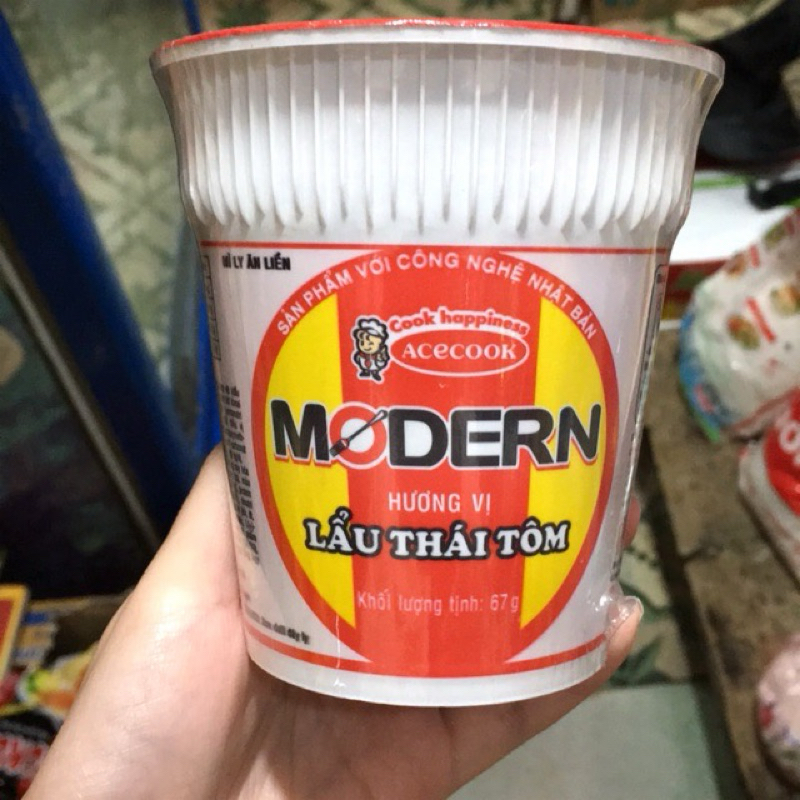 MÌ LY ĂN LIỀN
SẢN PHẨM VỚI CÔNG NGHỆ NHẬT BẢN
Cook happiness
ACECOOK
MODERN
HƯƠNG VỊ
LẨU THÁI TÔM
Khối lượng tịnh: 67g